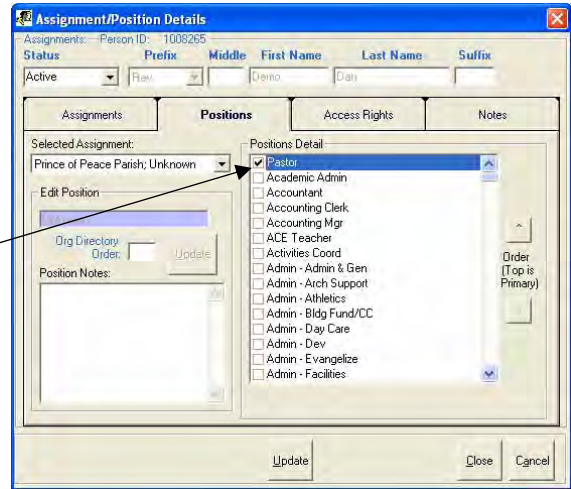 Assignment/Position Details
Assignments: Person ID: 1008265
Status Prefix Middle First Name Last Name Suffix
Active Rev. Demo Dan
Assignments Positions Access Rights Notes
Selected Assignment:
Prince of Peace Parish; Unknown
Edit Position
Org Directory
Order:
Update
Position Notes:
Positions Detail
Pastor
Academic Admin
Accountant
Accounting Clerk
Accounting Mgr
ACE Teacher
Activities Coord
Admin - Admin & Gen
Admin - Arch Support
Admin - Athletics
Admin - Bldg Fund/CC
Admin - Day Care
Admin - Dev
Admin - Evangelize
Admin - Facilities
^
Order
(Top is
Primary)
Update Close Cancel